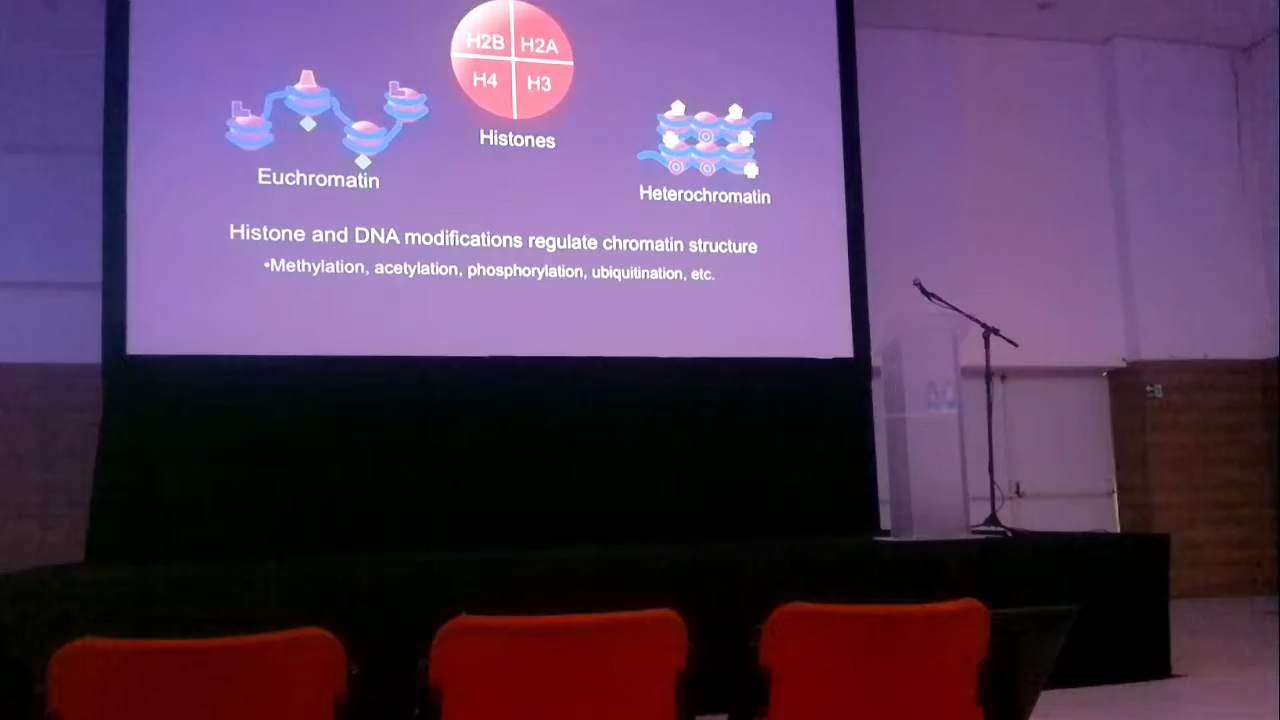 H2B H2A
H4 H3
Histones
Euchromatin
Heterochromatin
Histone and DNA modifications regulate chromatin structure
•Methylation, acetylation, phosphorylation, ubiquitination, etc.